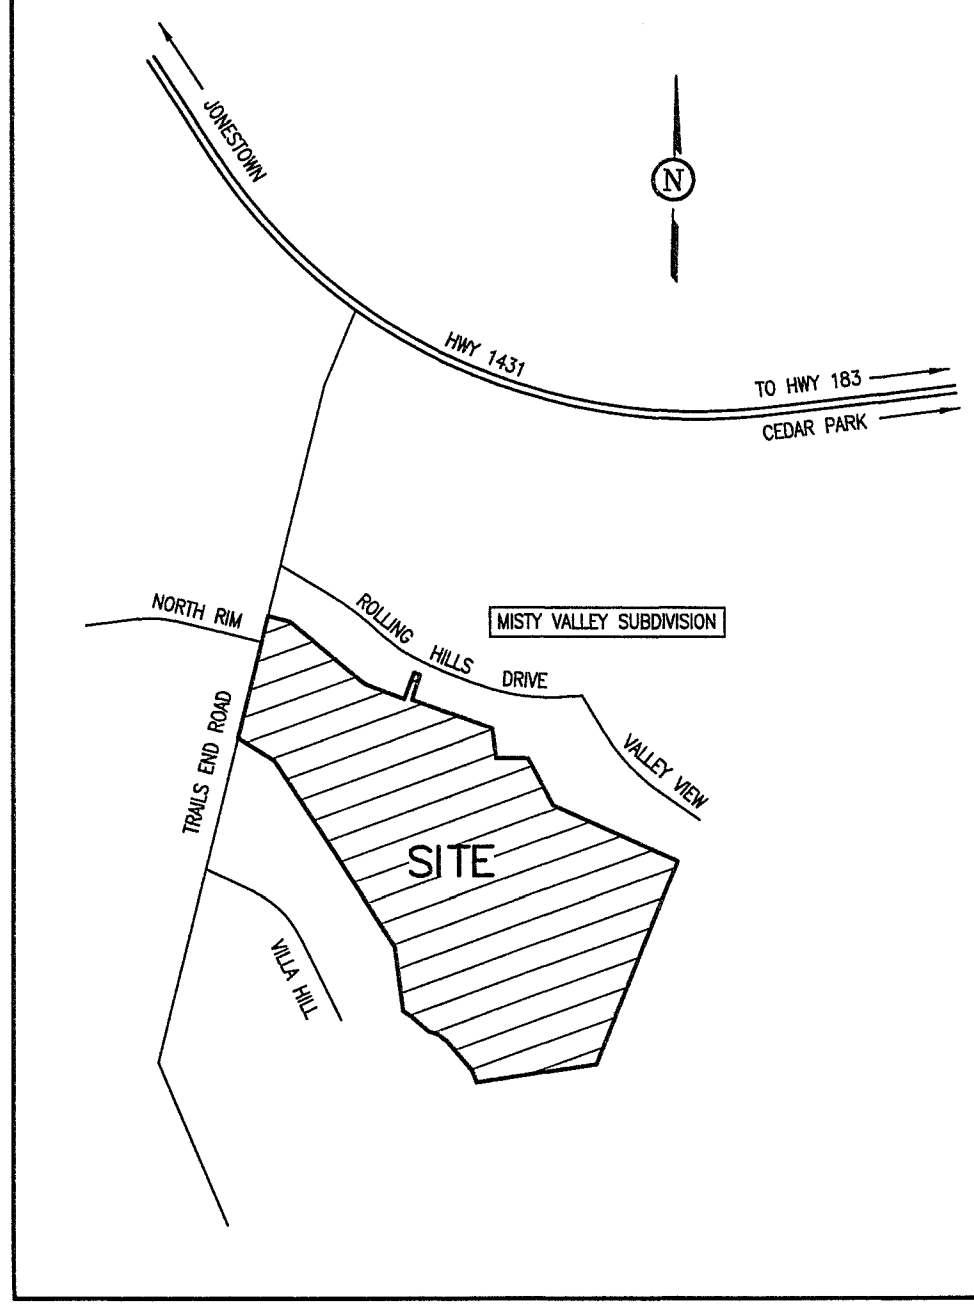 JONESTOWN
N
HWY 1431
TO HWY 183
CEDAR PARK
NORTH RIM
ROLLING HILLS DRIVE
MISTY VALLEY SUBDIVISION
TRAILS END ROAD
VALLEY VIEW
SITE
VILLA HILL